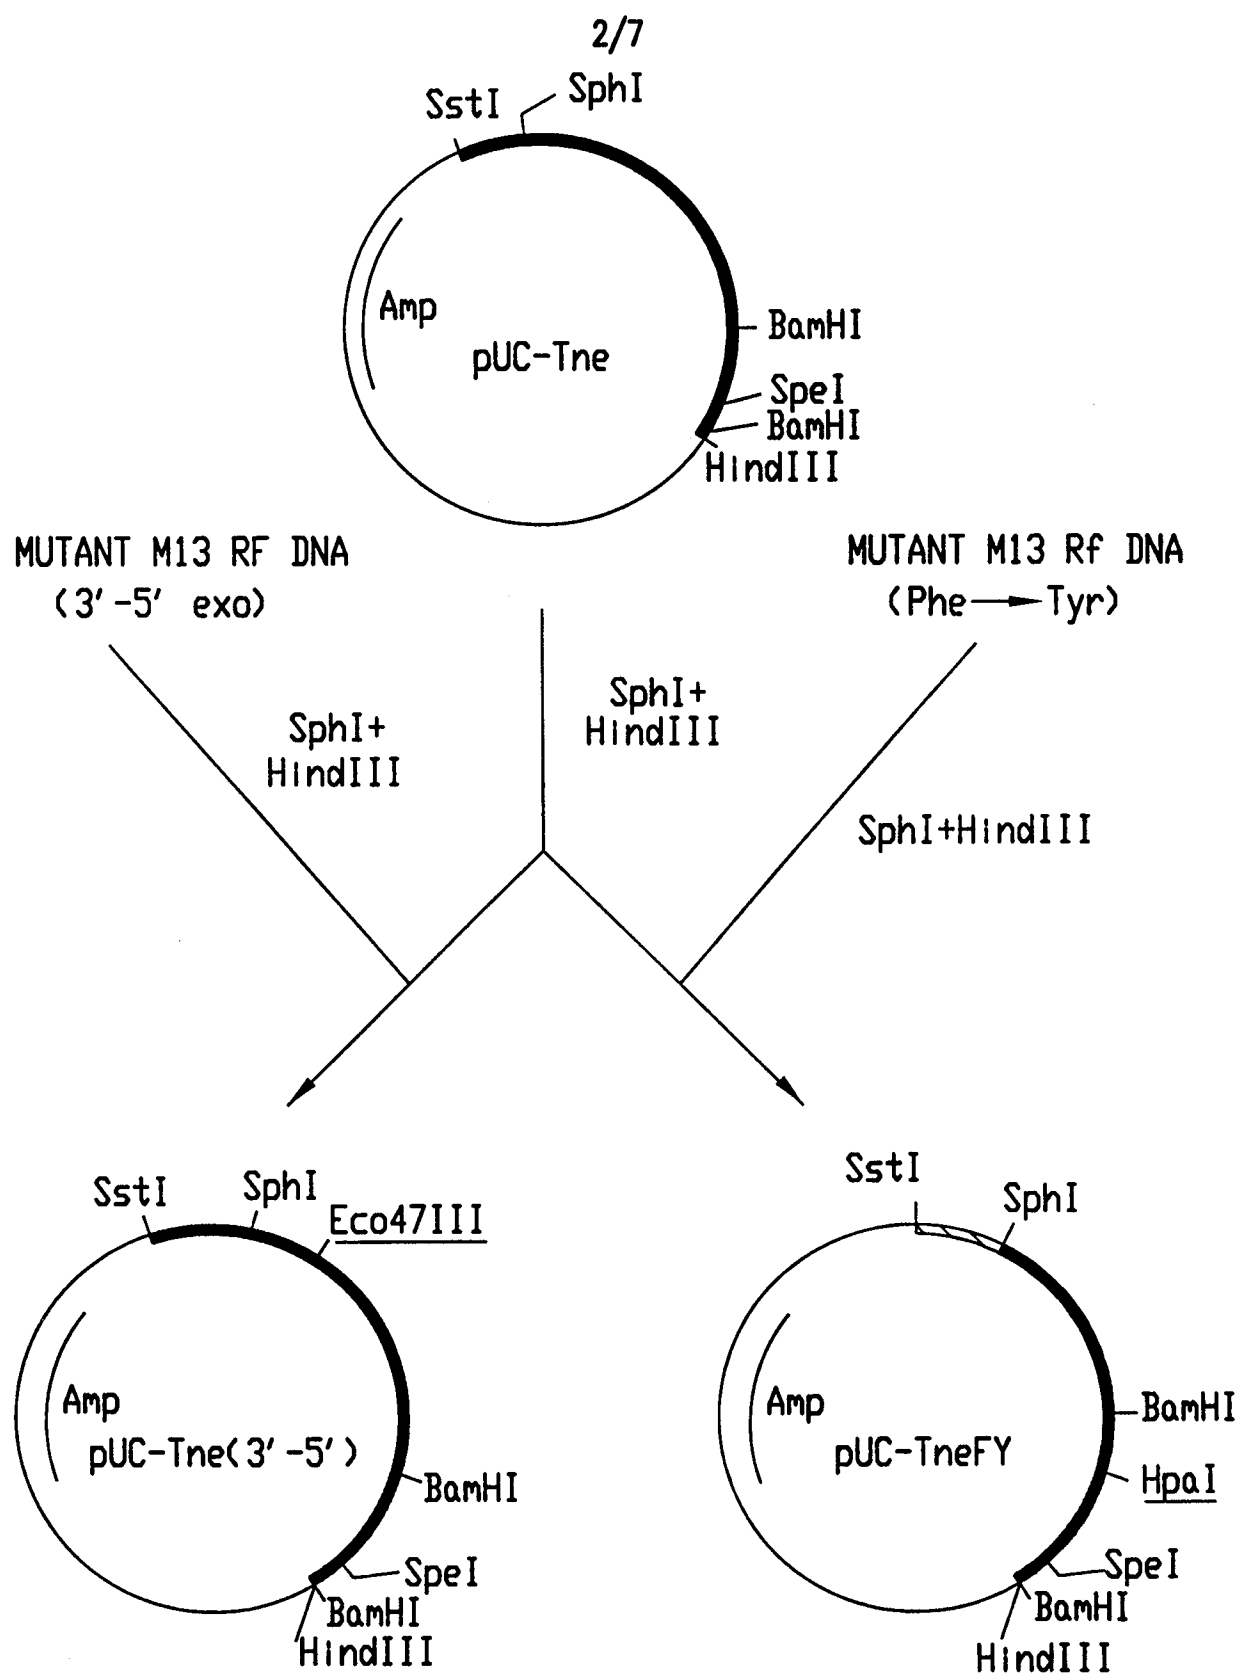 2/7
SstI
SphI
Amp
pUC-Tne
BamHI
SpeI
BamHI
HindIII
MUTANT M13 RF DNA
(3'-5' exo)
MUTANT M13 Rf DNA
(Phe→Tyr)
SphI+
HindIII
SphI+
HindIII
SphI+HindIII
SstI
SphI
Eco47III
Amp
pUC-Tne(3'-5')
BamHI
SpeI
BamHI
HindIII
SstI
SphI
Amp
pUC-TneFY
BamHI
HpaI
SpeI
BamHI
HindIII